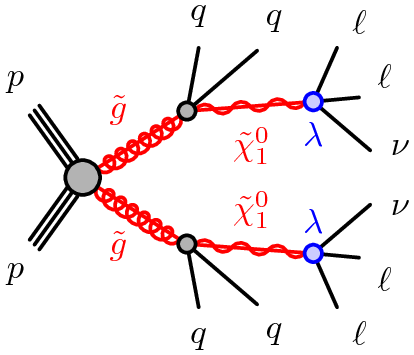 q q ℓ
p ℓ
g̃
λ ν
χ̃⁰₁
χ̃⁰₁
λ ν
g̃
p ℓ
q q ℓ